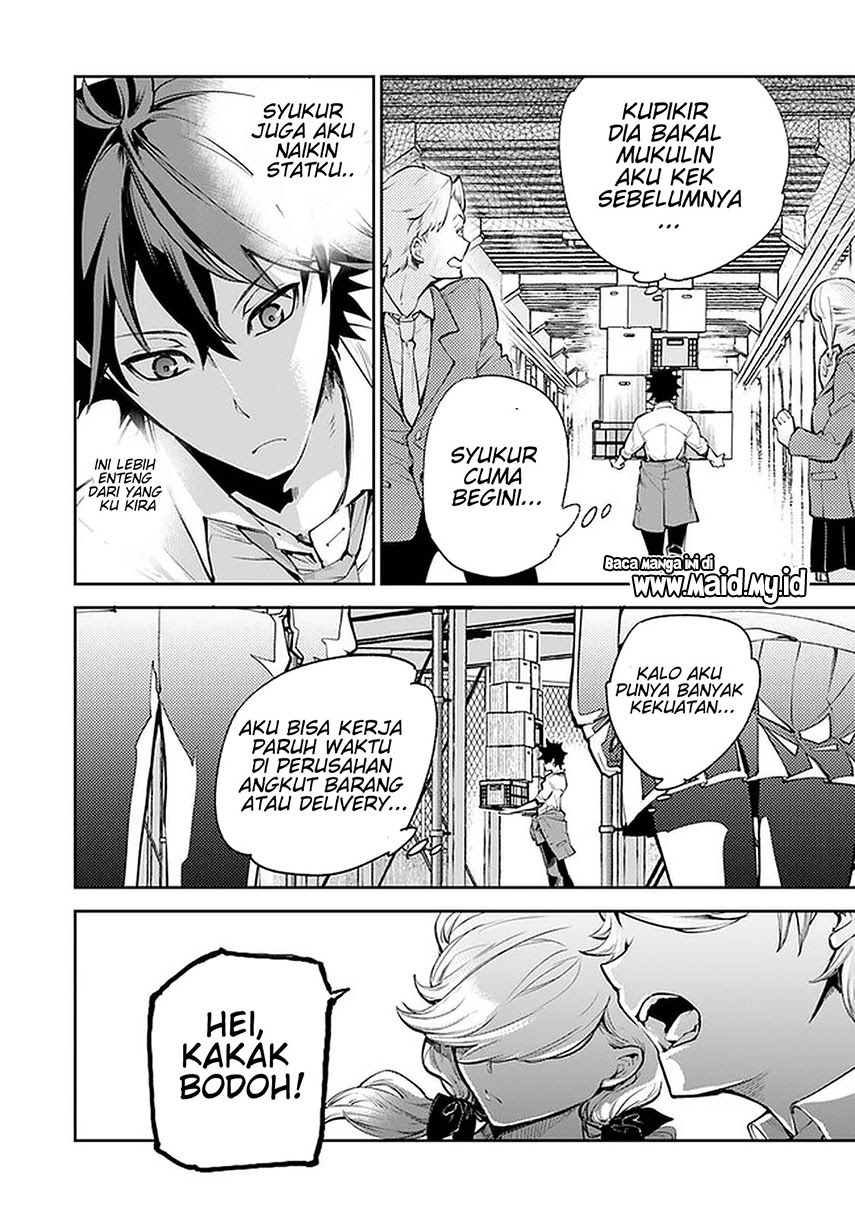 KUPIKIR
DIA BAKAL
MUKULIN
AKU KEK
SEBELUMNYA
...
SYUKUR
CUMA
BEGINI...
SYUKUR
JUGA AKU
NAIKIN
STATKU..
INI LEBIH
ENTENG
DARI YANG
KU KIRA
Baca Manga ini di
www.Maid.My.id
KALO AKU
PUNYA BANYAK
KEKUATAN...
AKU BISA KERJA
PARUH WAKTU
DI PERUSAHAN
ANGKUT BARANG
ATAU DELIVERY...
HEI,
KAKAK
BODOH!